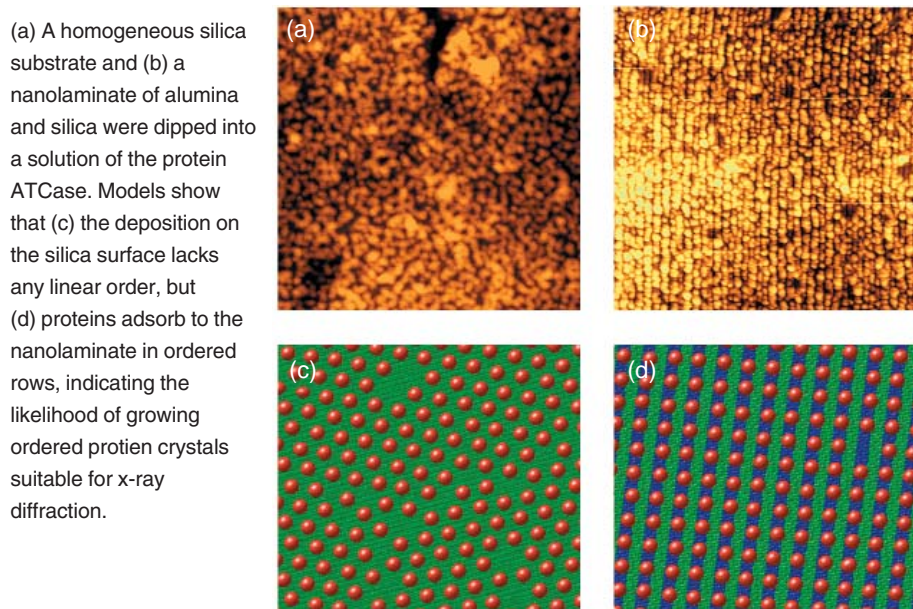 (a) A homogeneous silica
substrate and (b) a
nanolaminate of alumina
and silica were dipped into
a solution of the protein
ATCase. Models show
that (c) the deposition on
the silica surface lacks
any linear order, but
(d) proteins adsorb to the
nanolaminate in ordered
rows, indicating the
likelihood of growing
ordered protien crystals
suitable for x-ray
diffraction.
(a)
(b)
(c)
(d)